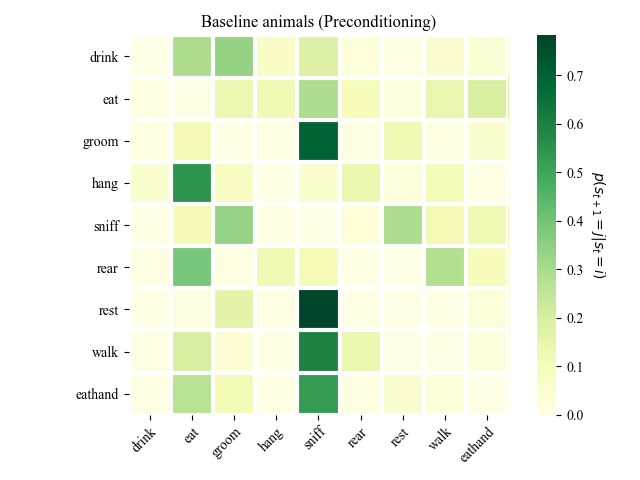 Baseline animals (Preconditioning)
drink
eat
groom
hang
sniff
rear
rest
walk
eathand
drink
eat
groom
hang
sniff
rear
rest
walk
eathand
0.7
0.6
0.5
0.4
0.3
0.2
0.1
0.0
p(s_{t+1} = j|s_t = i)